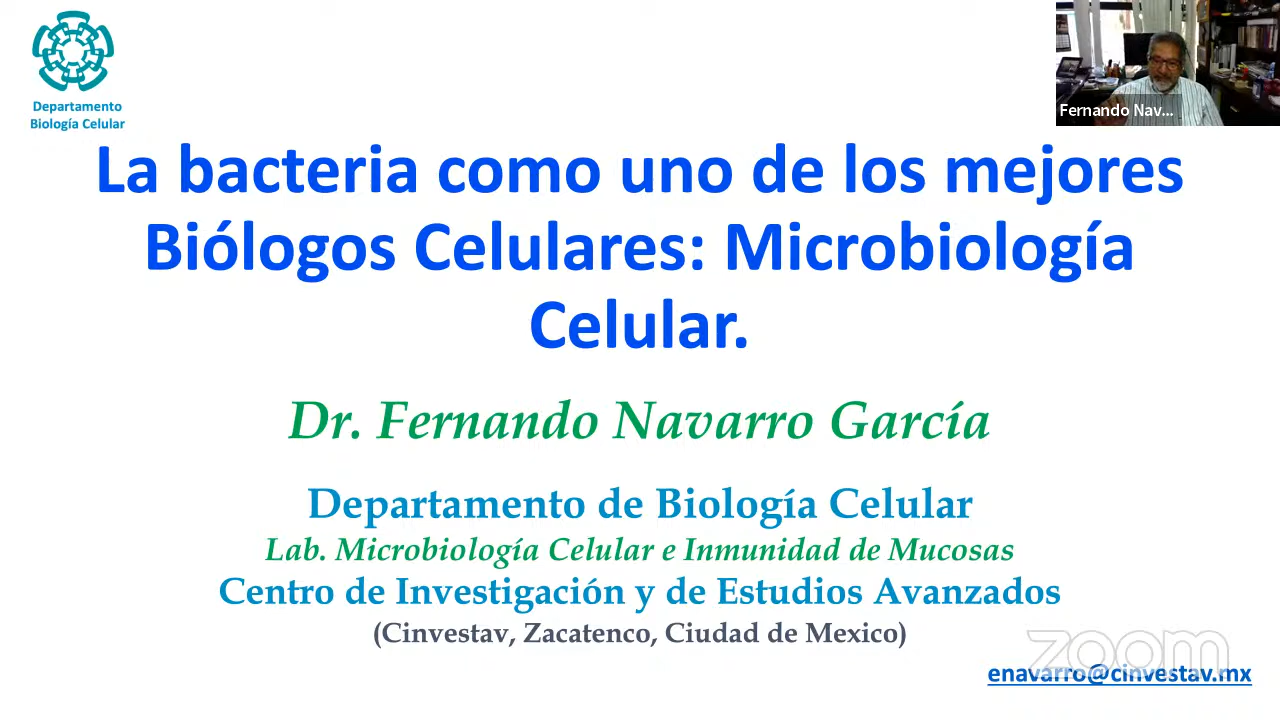 Departamento
Biología Celular
Fernando Nav...
La bacteria como uno de los mejores
Biólogos Celulares: Microbiología
Celular.
Dr. Fernando Navarro García
Departamento de Biología Celular
Lab. Microbiología Celular e Inmunidad de Mucosas
Centro de Investigación y de Estudios Avanzados
(Cinvestav, Zacatenco, Ciudad de Mexico)
zoom
enavarro@cinvestav.mx